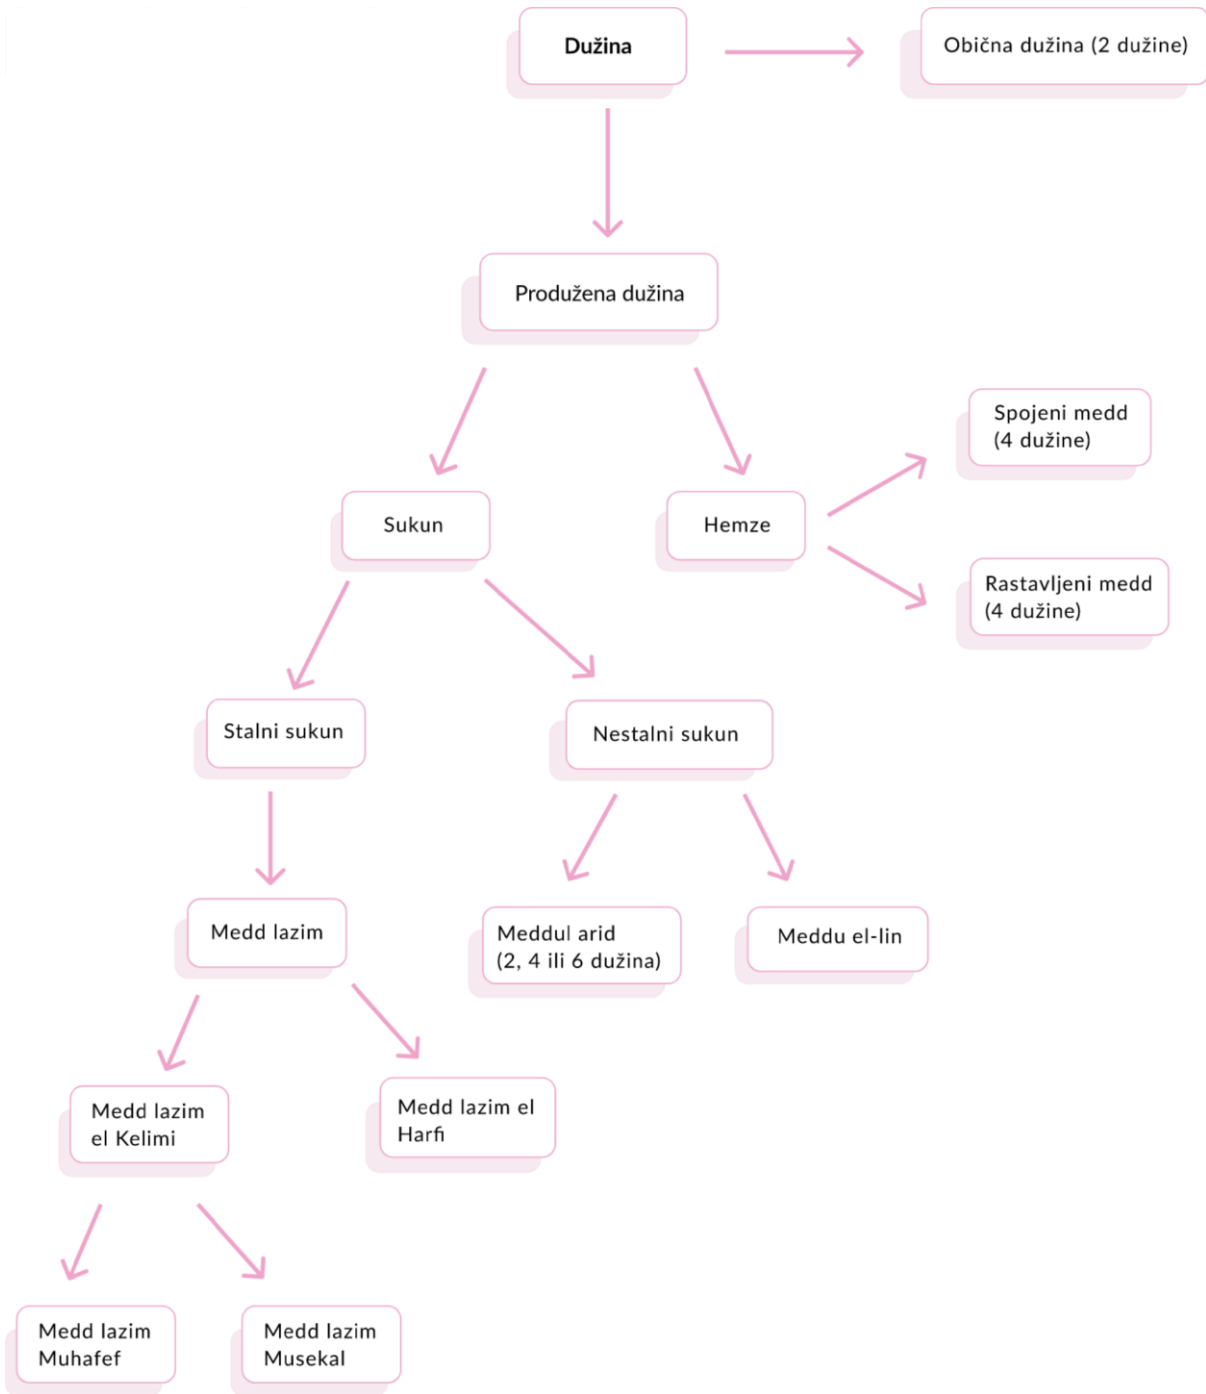 Dužina
Obična dužina (2 dužine)
Produžena dužina
Spojeni medd
(4 dužine)
Sukun
Hemze
Rastavljeni medd
(4 dužine)
Stalni sukun
Nestalni sukun
Medd lazim
Meddul arid
(2, 4 ili 6 dužina)
Meddu el-lin
Medd lazim
el Kelimi
Medd lazim el
Harfi
Medd lazim
Muhafef
Medd lazim
Musekal